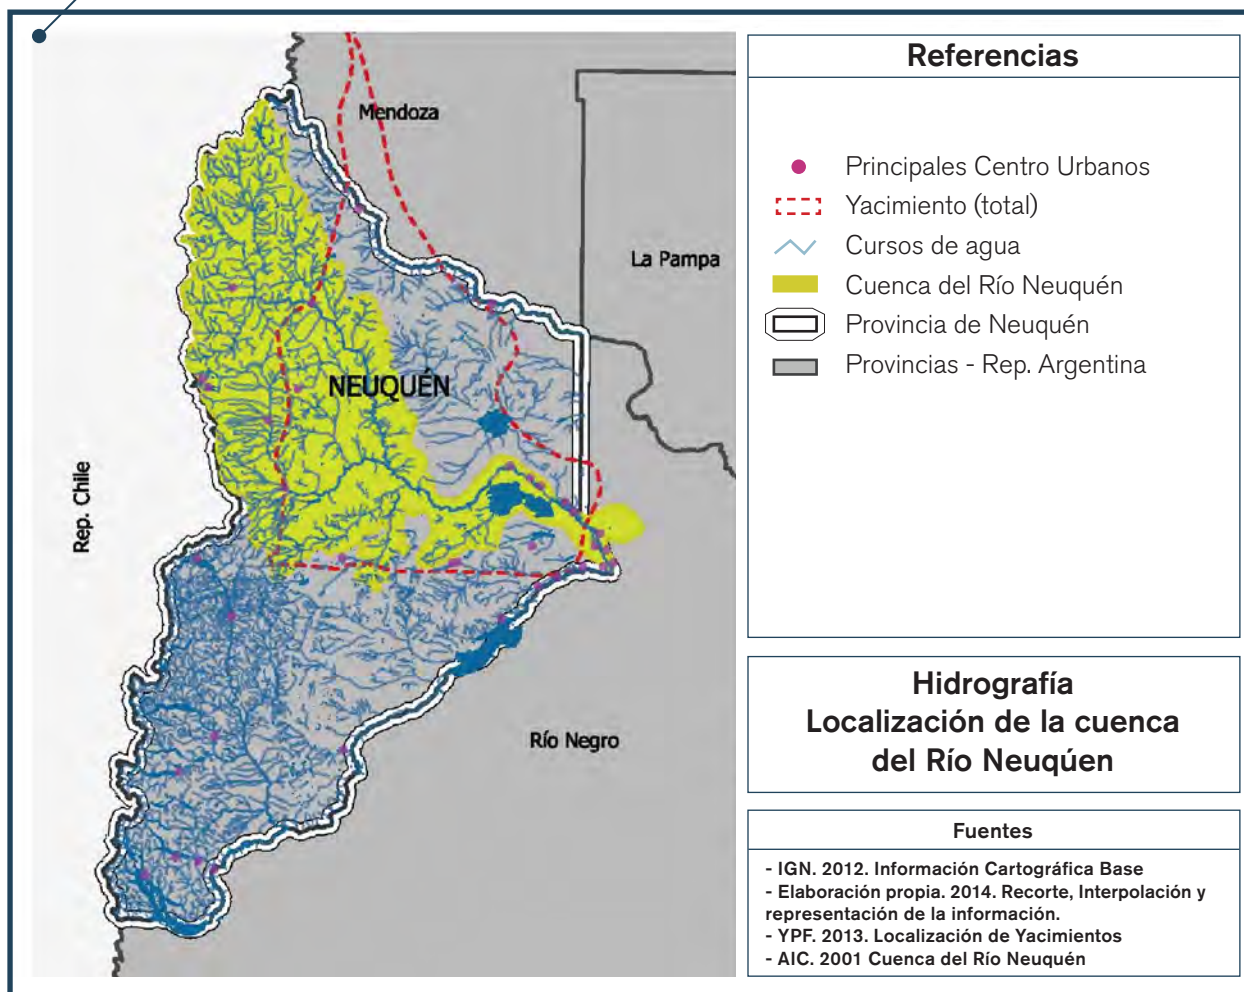 Mendoza
La Pampa
NEUQUÉN
Rep. Chile
Río Negro
Referencias
Principales Centro Urbanos
Yacimiento (total)
Cursos de agua
Cuenca del Río Neuquén
Provincia de Neuquén
Provincias - Rep. Argentina
Hidrografía
Localización de la cuenca
del Río Neuqúen
Fuentes
- IGN. 2012. Información Cartográfica Base
- Elaboración propia. 2014. Recorte, Interpolación y
representación de la información.
- YPF. 2013. Localización de Yacimientos
- AIC. 2001 Cuenca del Río Neuquén